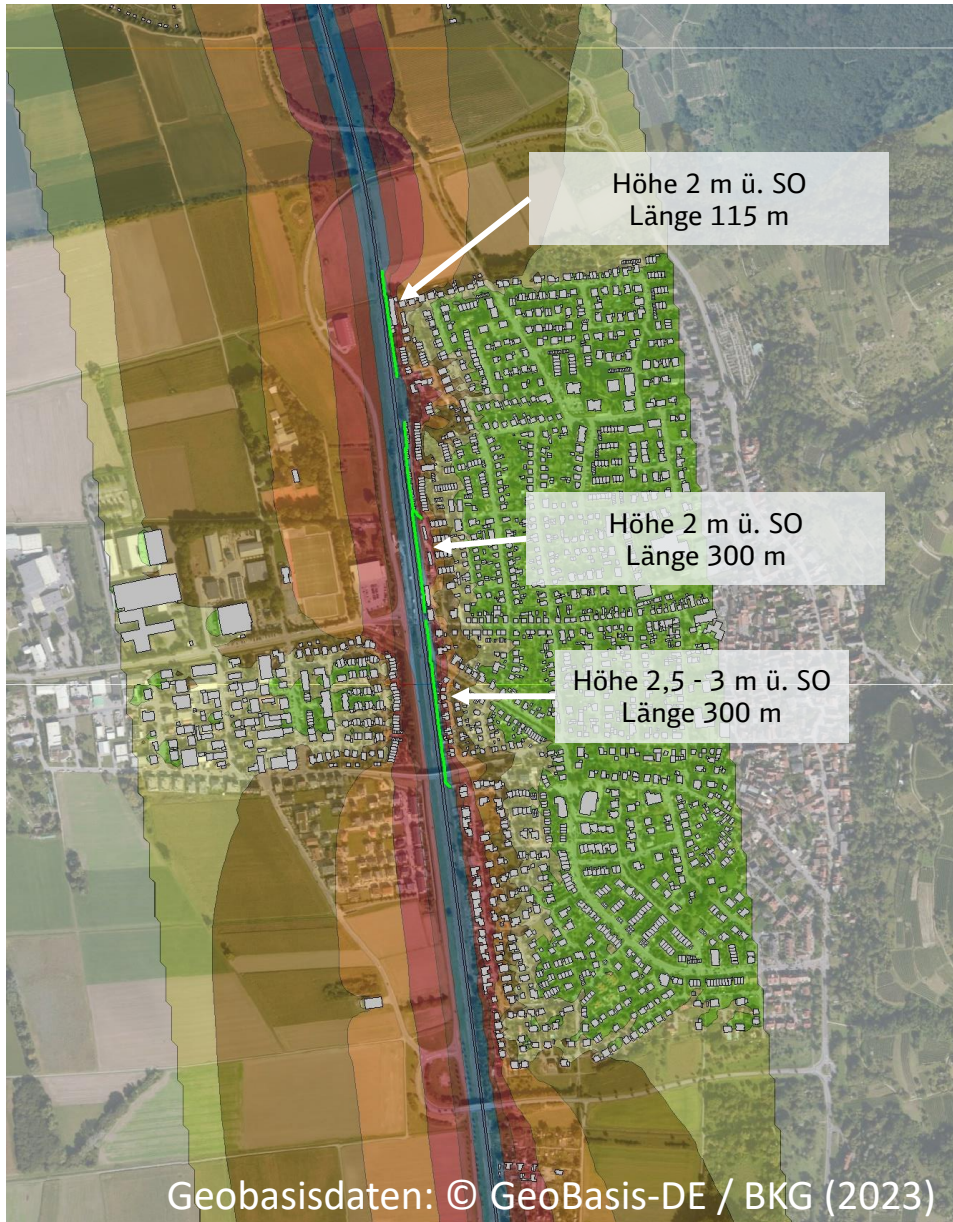 Höhe 2 m ü. SO
Länge 115 m
Höhe 2 m ü. SO
Länge 300 m
Höhe 2,5 - 3 m ü. SO
Länge 300 m
Geobasisdaten: © GeoBasis-DE / BKG (2023)